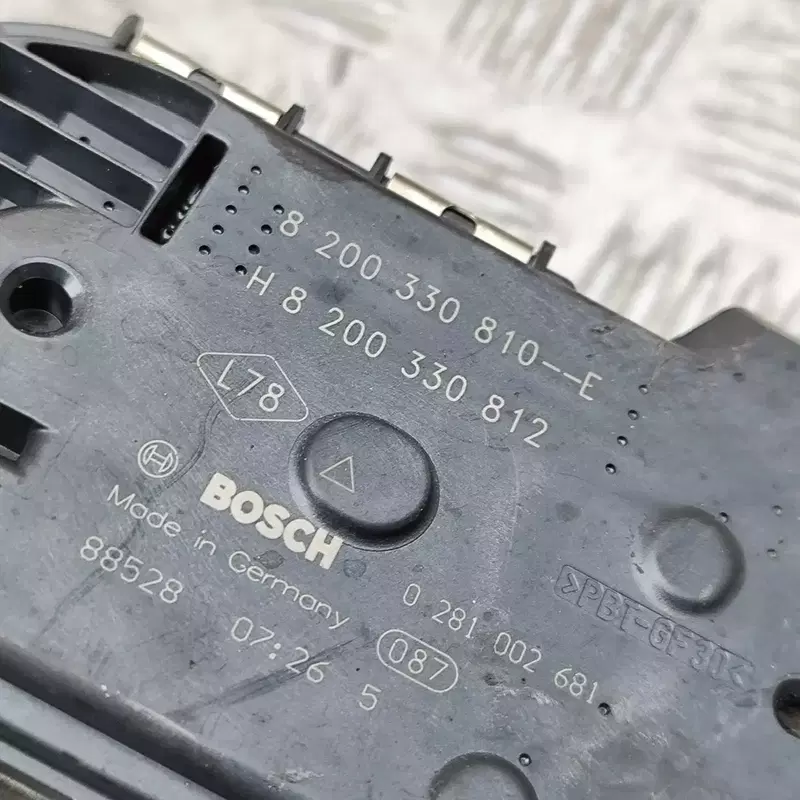 8 200 330 810--E
H 8 200 330 812
L78
BOSCH
Made in Germany
0 281 002 681
88528 07:26 5
087
>PBT-GF30<